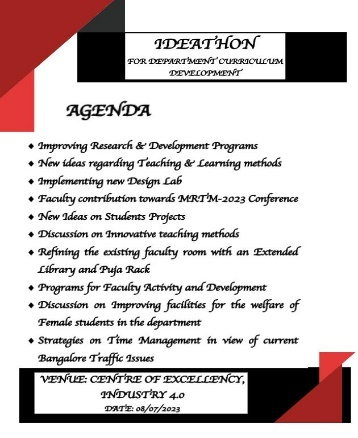 IDEATHON
FOR DEPARTMENT CURRICULUM
DEVELOPMENT
AGENDA
♦ Improving Research & Development Programs
♦ New ideas regarding Teaching & Learning methods
♦ Implementing new Design Lab
♦ Faculty contribution towards MRTM-2023 Conference
♦ New Ideas on Students Projects
♦ Discussion on Innovative teaching methods
♦ Refining the existing faculty room with an Extended
Library and Puja Rack
♦ Programs for Faculty Activity and Development
♦ Discussion on Improving facilities for the welfare of
Female students in the department
♦ Strategies on Time Management in view of current
Bangalore Traffic Issues
VENUE: CENTRE OF EXCELLENCY,
INDUSTRY 4.0
DATE: 08/07/2023